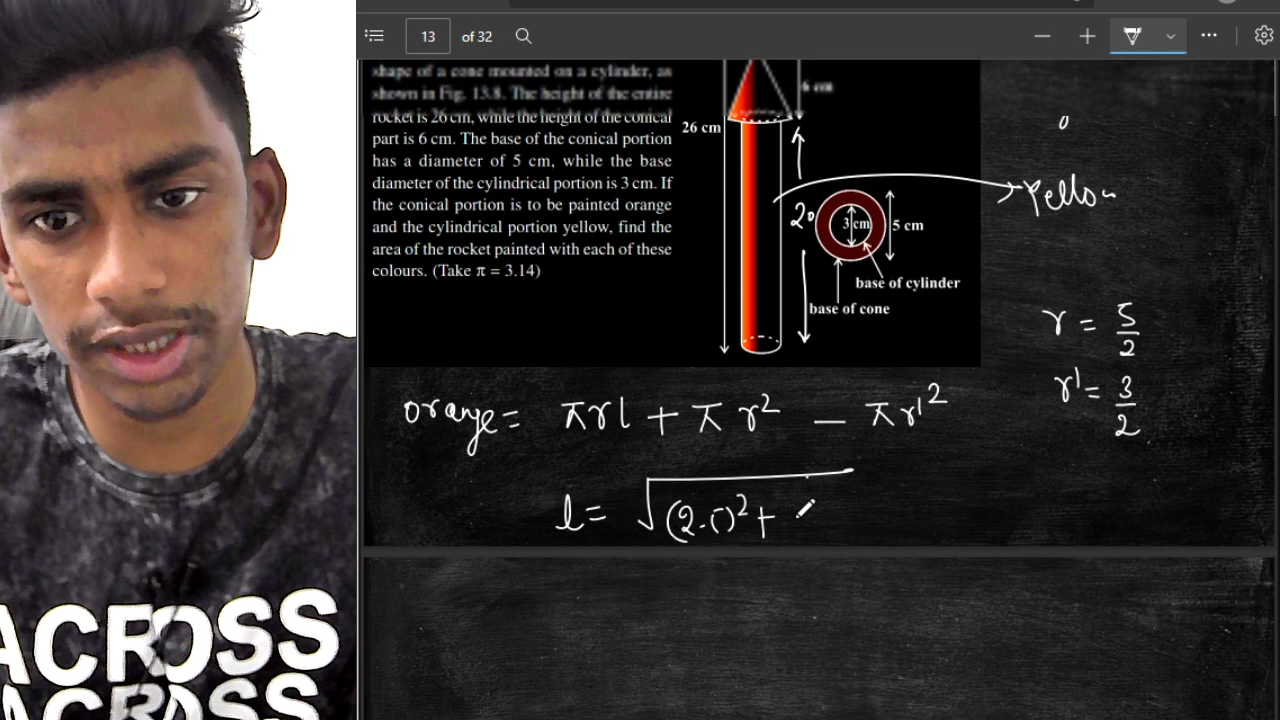 13 of 32
shape of a cone mounted on a cylinder, as
shown in Fig. 13.8. The height of the entire
rocket is 26 cm, while the height of the conical
part is 6 cm. The base of the conical portion
has a diameter of 5 cm, while the base
diameter of the cylindrical portion is 3 cm. If
the conical portion is to be painted orange
and the cylindrical portion yellow, find the
area of the rocket painted with each of these
colours. (Take π = 3.14)
6 cm
26 cm
20
3 cm
5 cm
base of cylinder
base of cone
o
Yellow
r = 5/2
r' = 3/2
orange = πrl + πr² – πr'²
l = √(2.5)² +
ACROSS
ACROSS